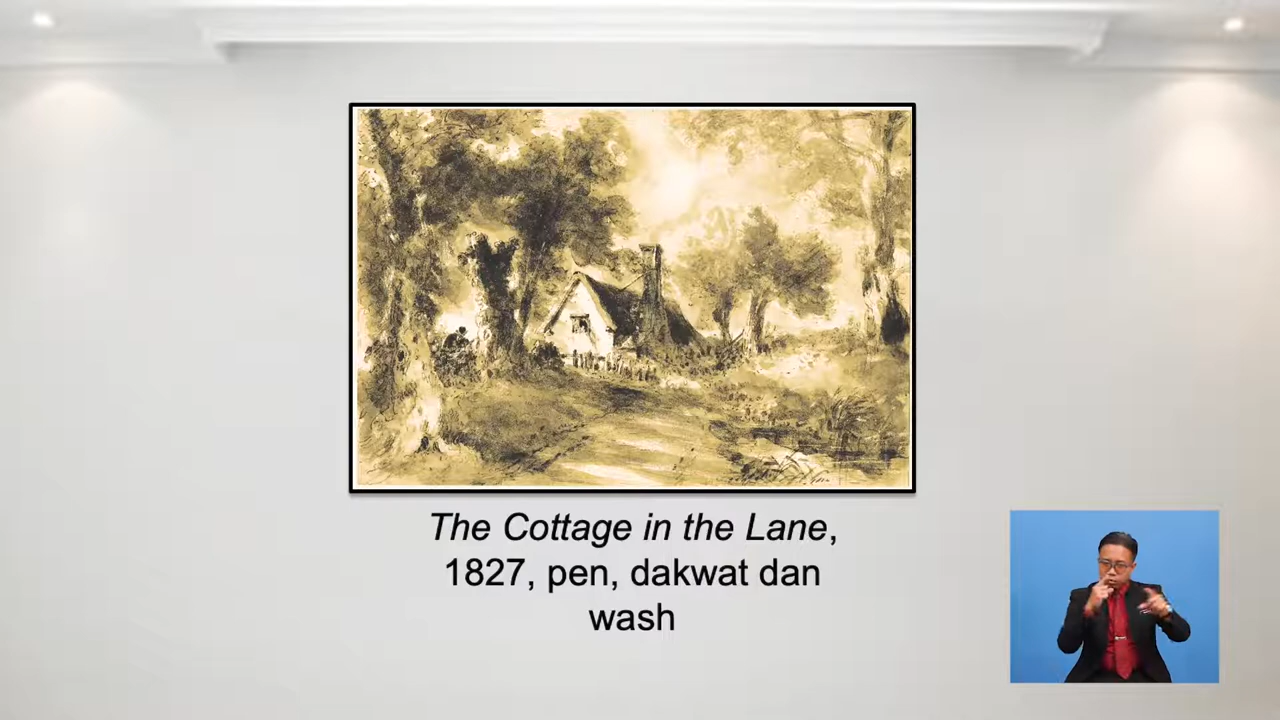 The Cottage in the Lane,
1827, pen, dakwat dan
wash